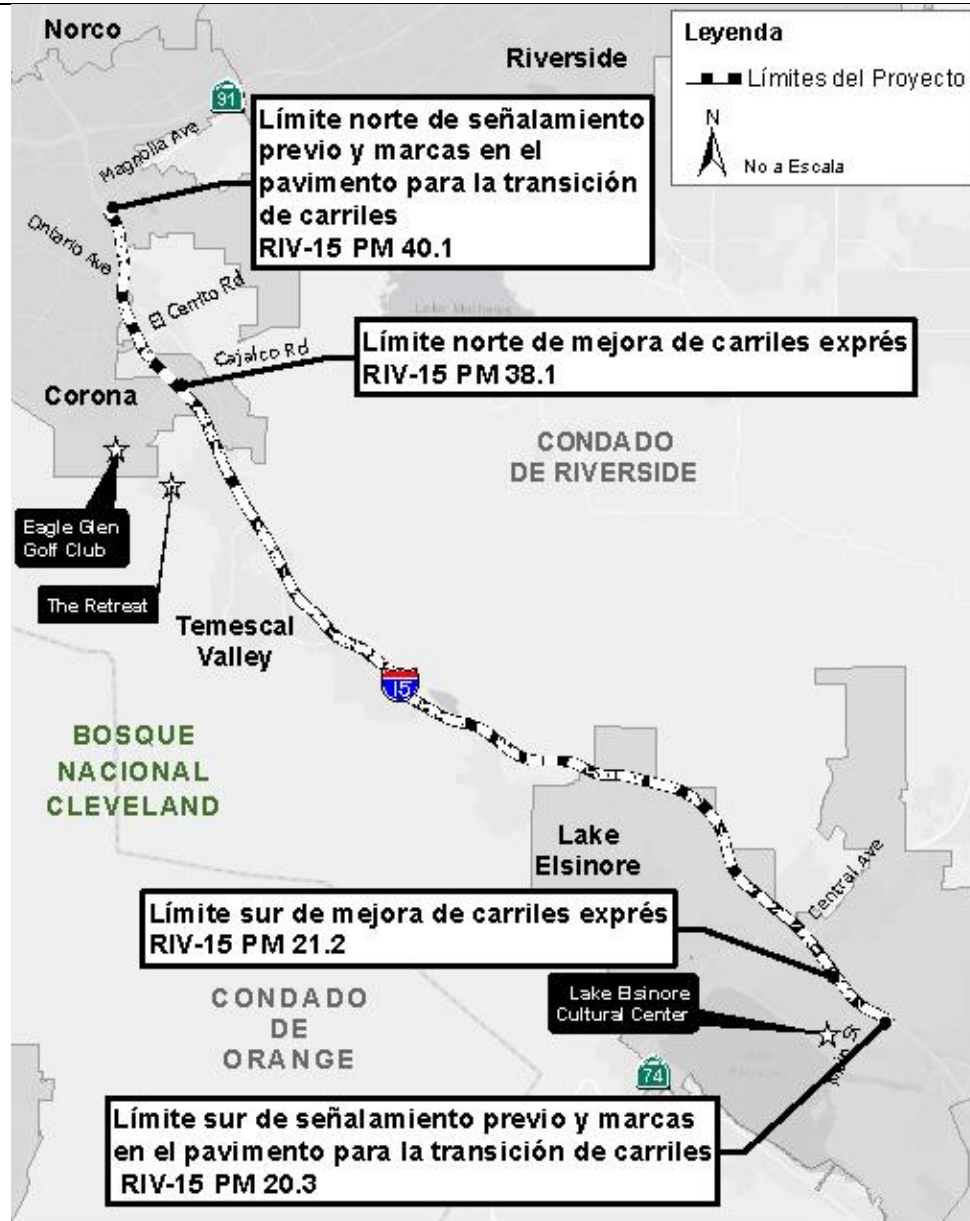 Norco
Riverside
Leyenda
Límites del Proyecto
N
No a Escala
91
Magnolia Ave
Límite norte de señalamiento
previo y marcas en el
pavimento para la transición
de carriles
RIV-15 PM 40.1
Ontario Ave
El Cerrito Rd
Lake Mathews
Cajalco Rd
Límite norte de mejora de carriles exprés
RIV-15 PM 38.1
Corona
CONDADO
DE RIVERSIDE
Eagle Glen
Golf Club
The Retreat
Temescal
Valley
15
BOSQUE
NACIONAL
CLEVELAND
Lake
Elsinore
Central Ave
Límite sur de mejora de carriles exprés
RIV-15 PM 21.2
CONDADO
DE
ORANGE
Lake Elsinore
Cultural Center
Main St
74
Límite sur de señalamiento previo y marcas
en el pavimento para la transición de carriles
RIV-15 PM 20.3